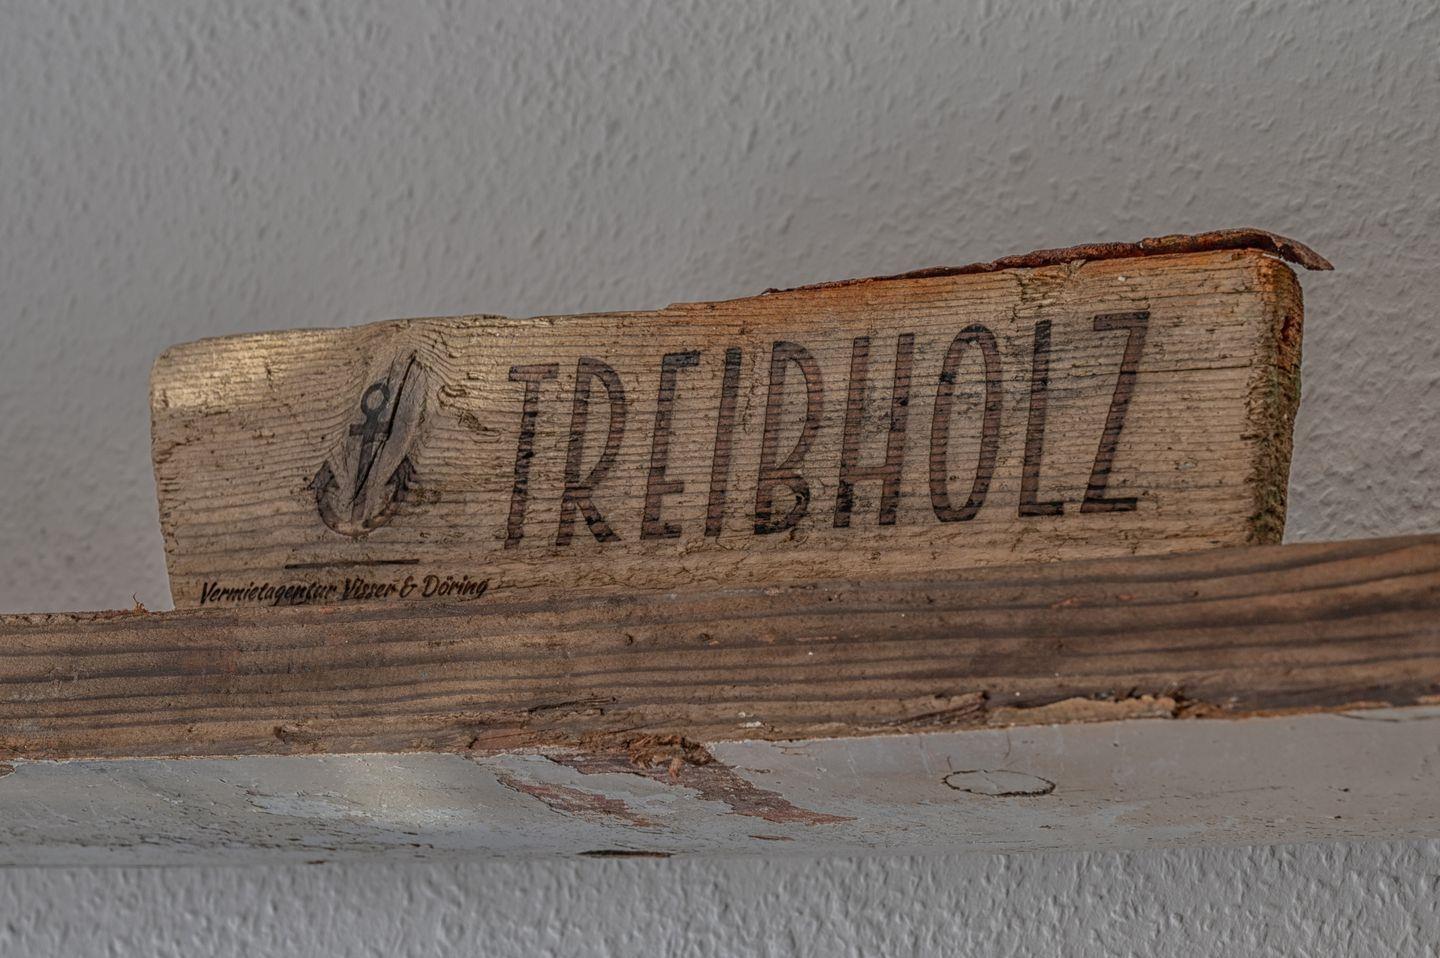 TREIBHOLZ
Vermietagentur Visser & Döring